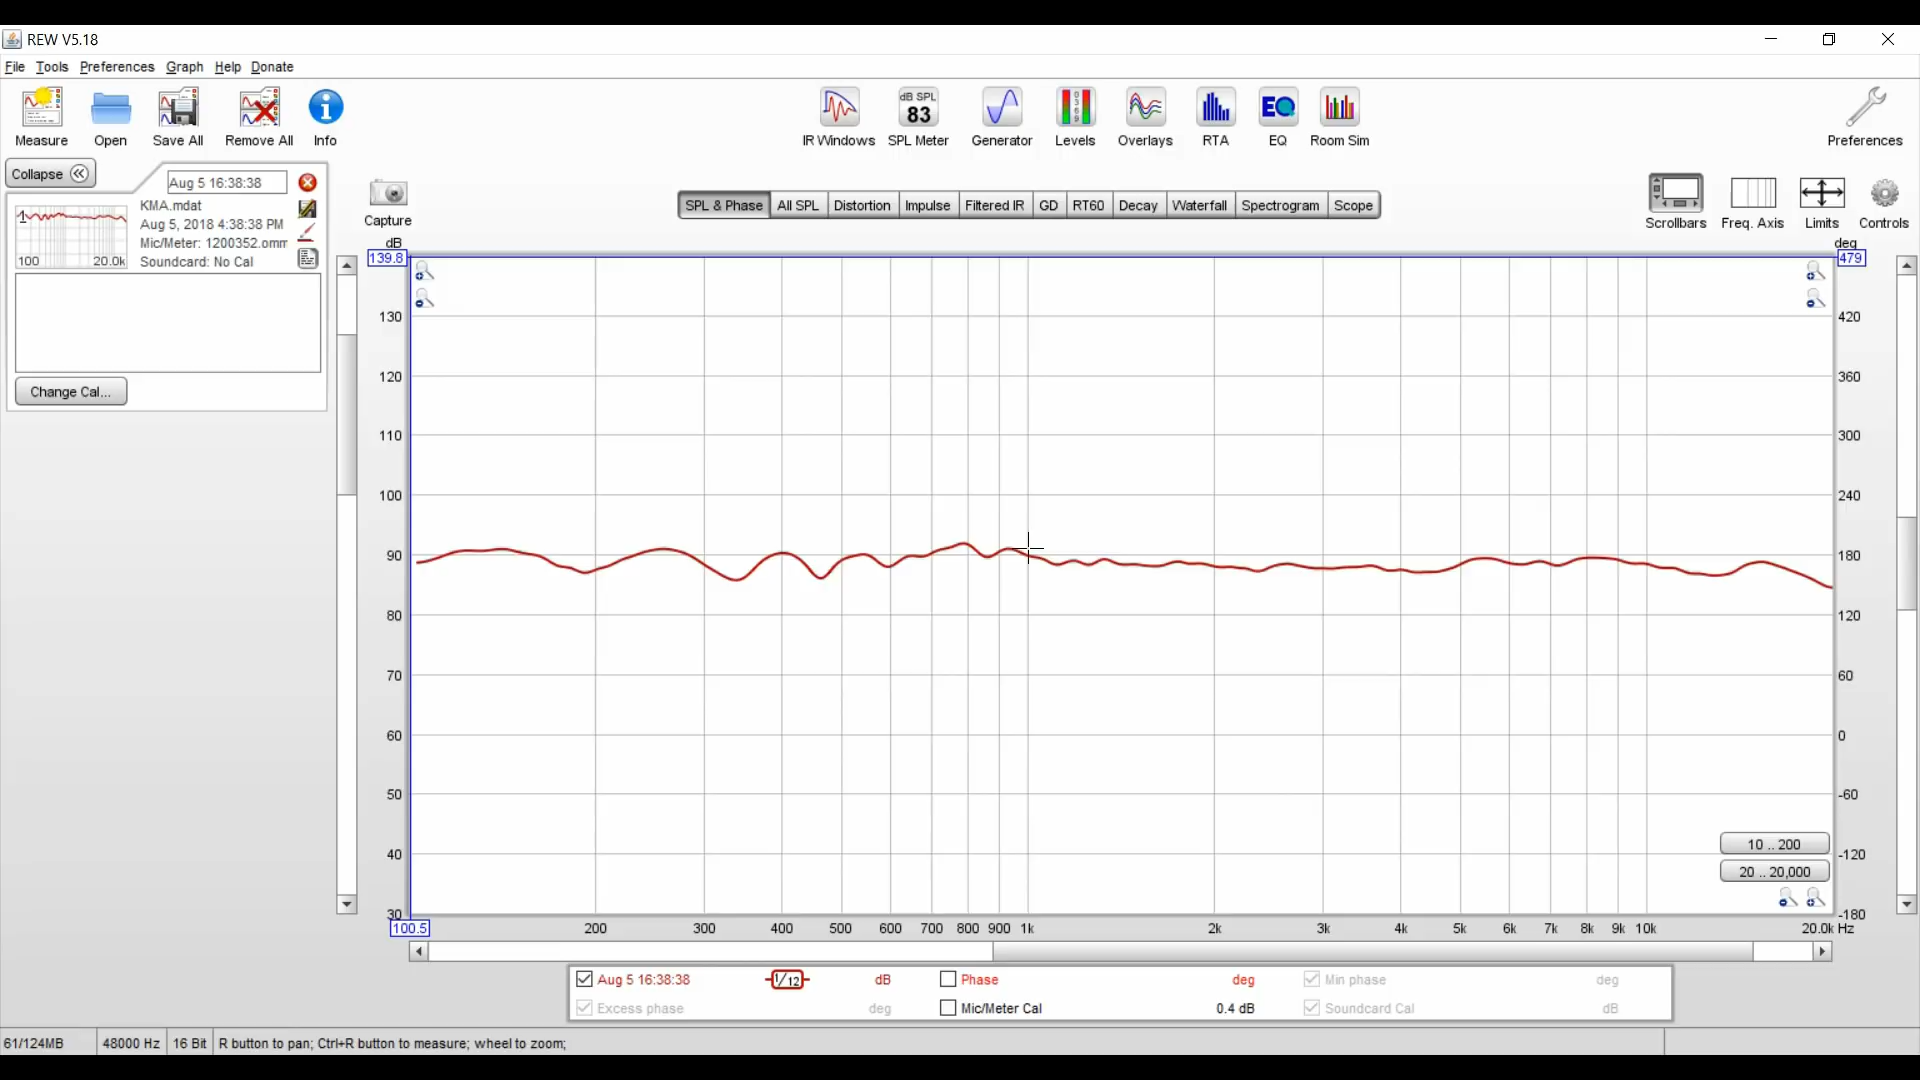 REW V5.18
File Tools Preferences Graph Help Donate
Measure Open Save All Remove All Info
IR Windows dB SPL 83 SPL Meter Generator Levels Overlays RTA EQ EQ Room Sim
Preferences
Collapse
Aug 5 16:38:38
KMA.mdat
Aug 5, 2018 4:38:38 PM
Mic/Meter: 1200352.omm
Soundcard: No Cal
1
100 20.0k
Change Cal...
Capture
SPL & Phase All SPL Distortion Impulse Filtered IR GD RT60 Decay Waterfall Spectrogram Scope
Scrollbars Freq. Axis Limits Controls
dB
deg
139.8
479
130 420
120 360
110 300
100 240
90 180
80 120
70 60
60 0
50 -60
40 -120
30 -180
10 .. 200
20 .. 20,000
100.5 200 300 400 500 600 700 800 900 1k 2k 3k 4k 5k 6k 7k 8k 9k 10k 20.0k Hz
Aug 5 16:38:38 1/12 dB Phase deg Min phase deg
Excess phase deg Mic/Meter Cal 0.4 dB Soundcard Cal dB
61/124MB 48000 Hz 16 Bit R button to pan; Ctrl+R button to measure; wheel to zoom;